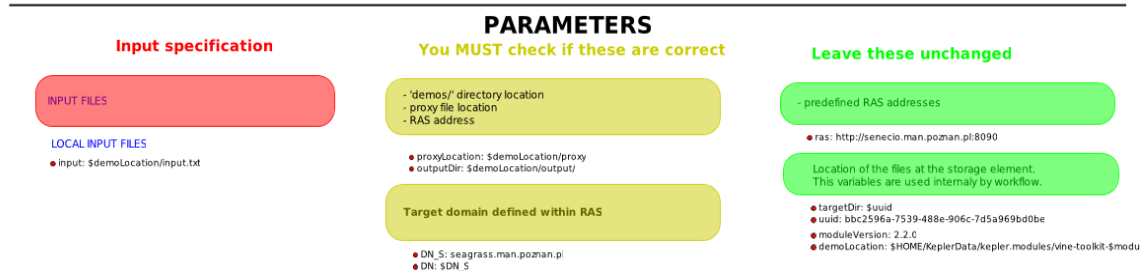 PARAMETERS
Input specification
INPUT FILES
LOCAL INPUT FILES
input: $demoLocation/input.txt
You MUST check if these are correct
- 'demos/' directory location
- proxy file location
- RAS address
proxyLocation: $demoLocation/proxy
outputDir: $demoLocation/output/
Target domain defined within RAS
DN_S: seagrass.man.poznan.pl
DN: $DN_S
Leave these unchanged
- predefined RAS addresses
ras: http://senecio.man.poznan.pl:8090
Location of the files at the storage element.
This variables are used internaly by workflow.
targetDir: $uuid
uuid: bbc2596a-7539-488e-906c-7d5a969bd0be
moduleVersion: 2.2.0
demoLocation: $HOME/KeplerData/kepler.modules/vine-toolkit-$modu